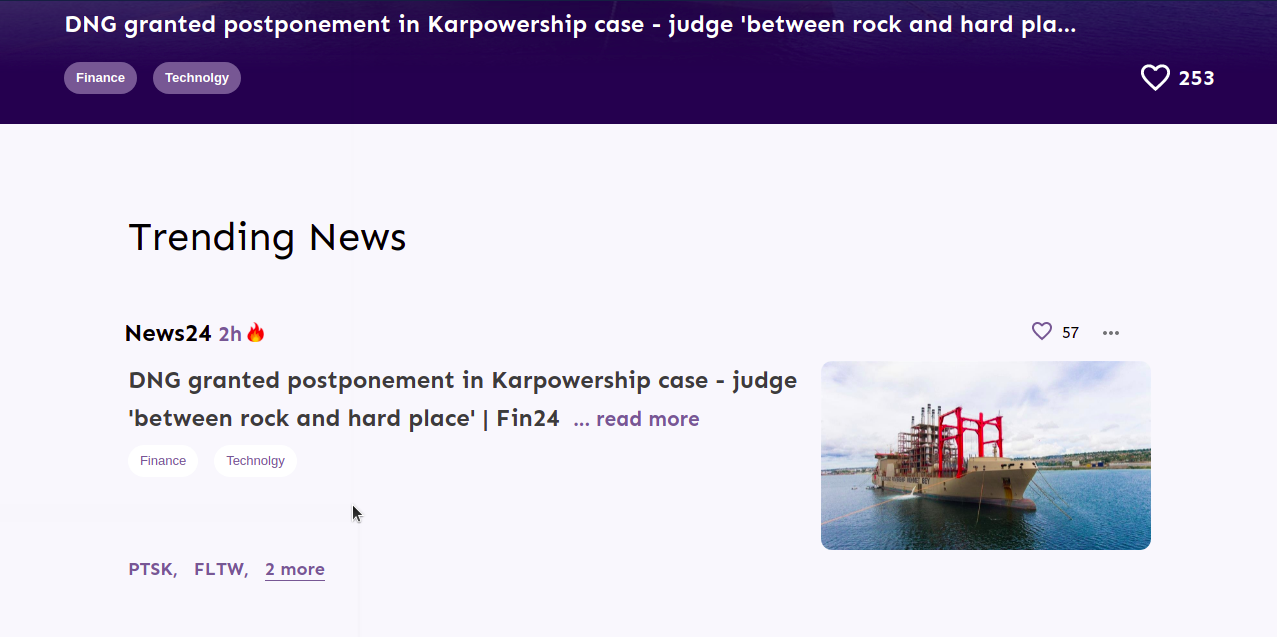 DNG granted postponement in Karpowership case - judge 'between rock and hard pla...
Finance Technolgy 253
Trending News
News24 2h 57
DNG granted postponement in Karpowership case - judge
'between rock and hard place' | Fin24 ... read more
Finance Technolgy
PTSK, FLTW, 2 more